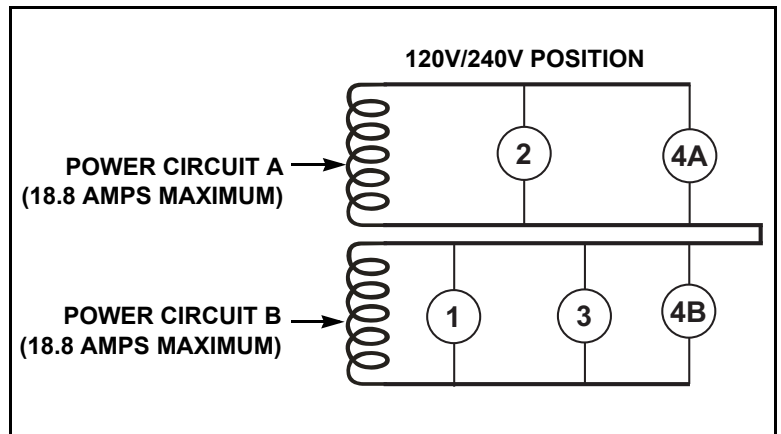 120V/240V POSITION
POWER CIRCUIT A
(18.8 AMPS MAXIMUM)
2
4A
POWER CIRCUIT B
(18.8 AMPS MAXIMUM)
1
3
4B